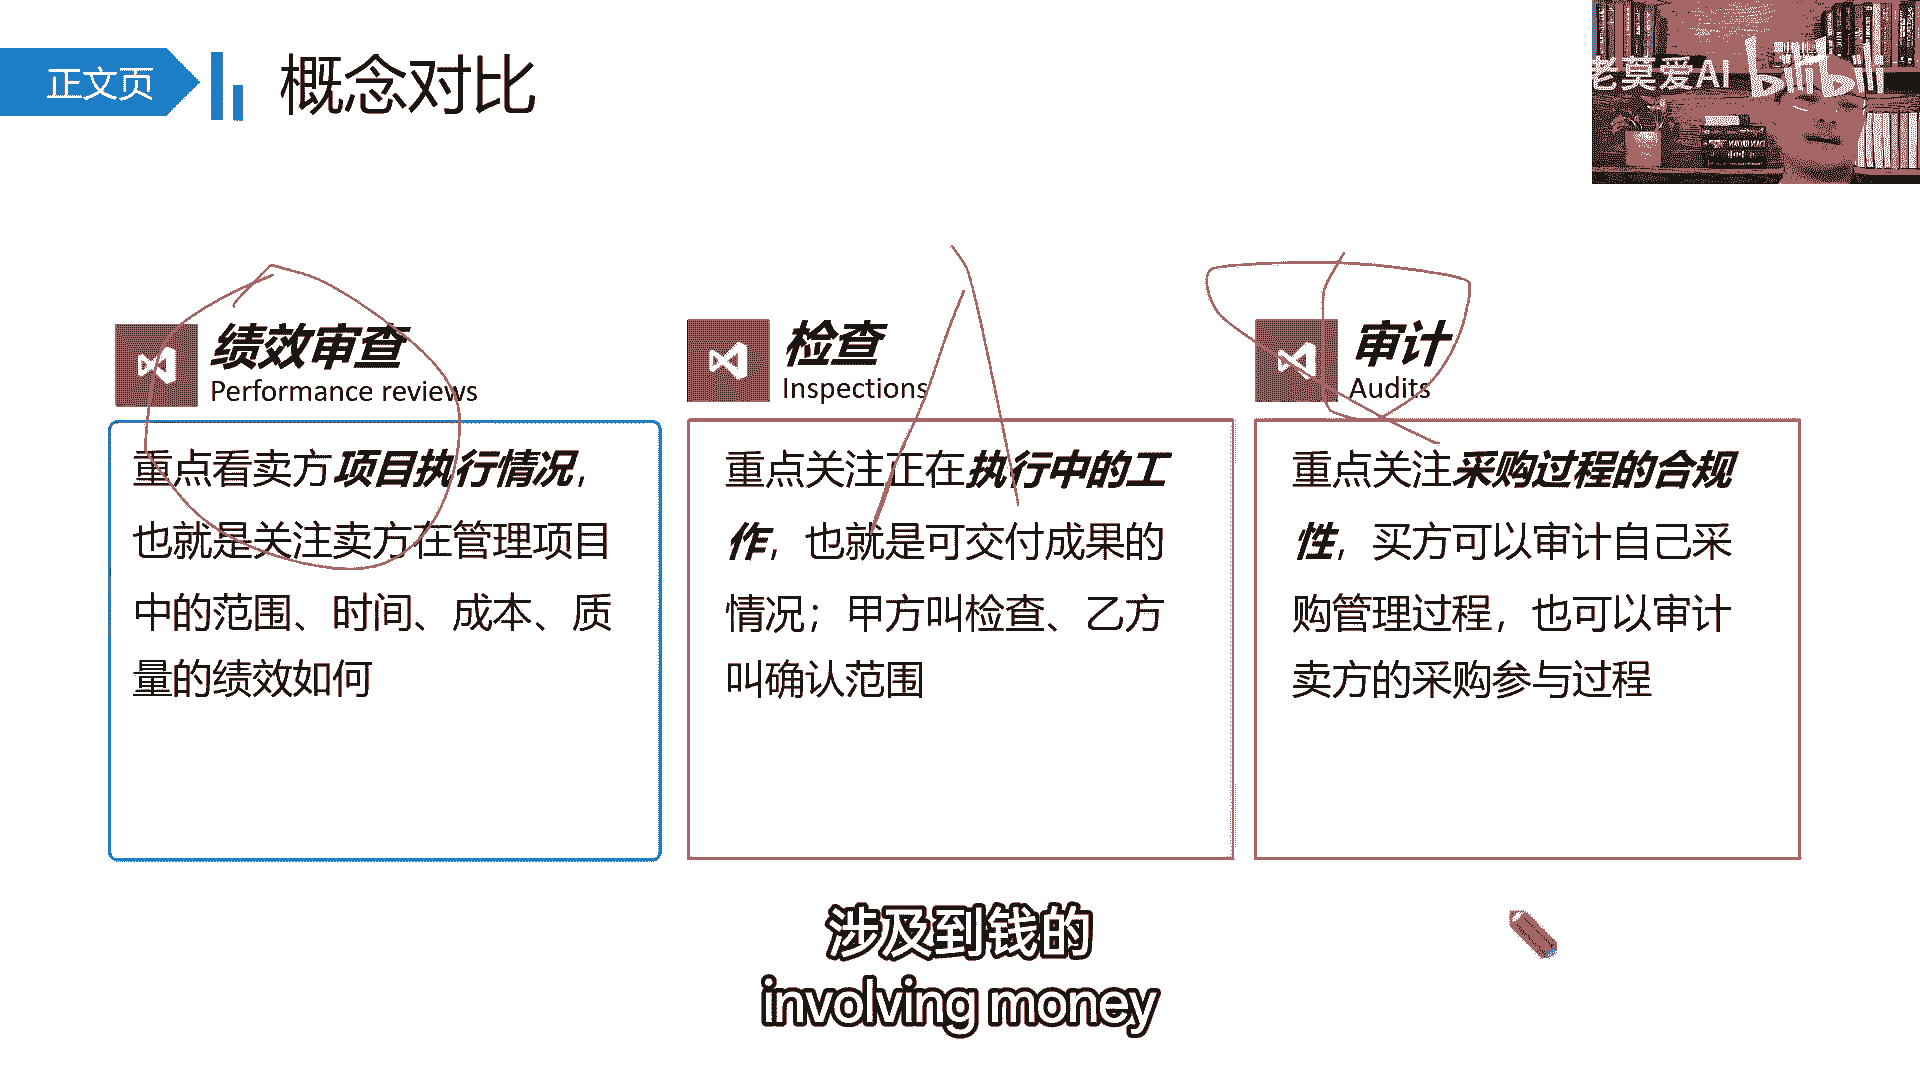 正文页
概念对比
老莫爱AI
bilibili
绩效审查
Performance reviews
重点看卖方项目执行情况，
也就是关注卖方在管理项目
中的范围、时间、成本、质
量的绩效如何
检查
Inspections
重点关注正在执行中的工
作，也就是可交付成果的
情况；甲方叫检查、乙方
叫确认范围
审计
Audits
重点关注采购过程的合规
性，买方可以审计自己采
购管理过程，也可以审计
卖方的采购参与过程
涉及到钱的
involving money